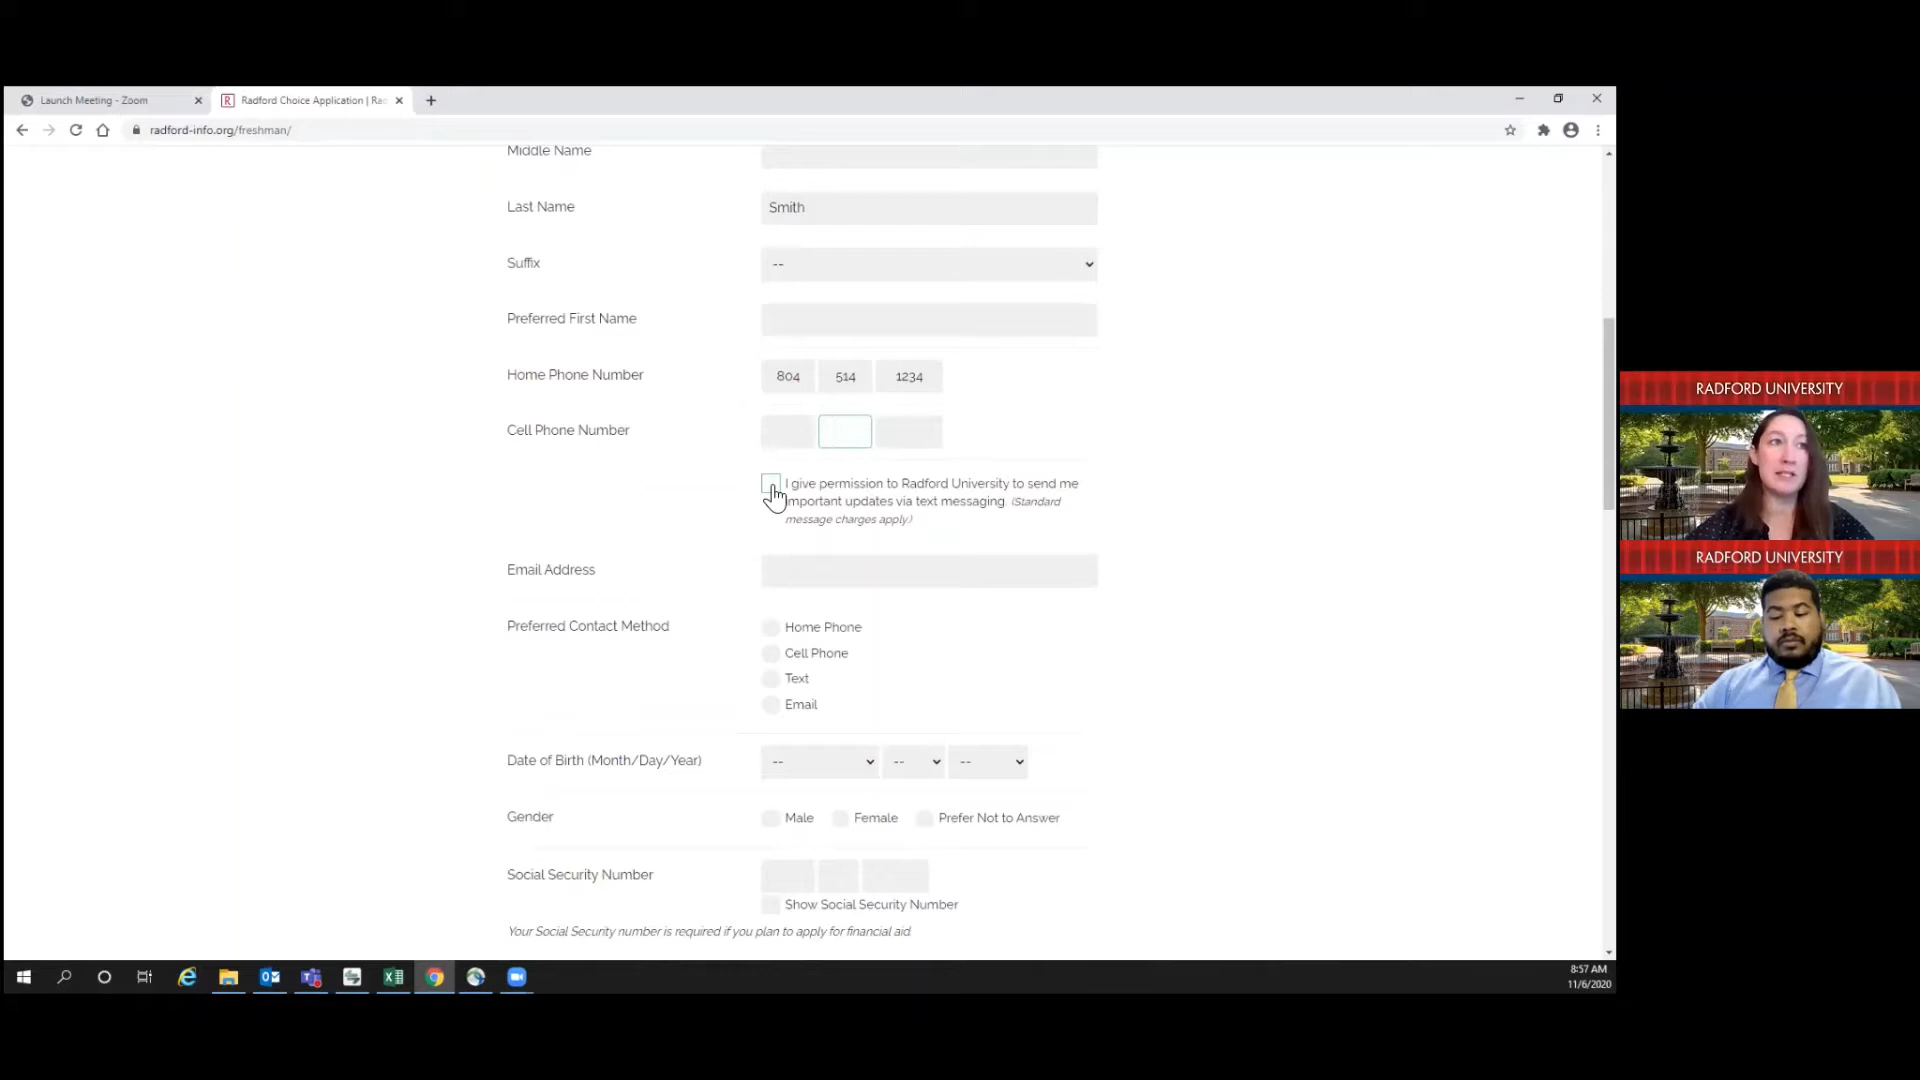 Launch Meeting - Zoom
Radford Choice Application | Ra
radford-info.org/freshman/
Middle Name
Last Name
Smith
Suffix
--
Preferred First Name
Home Phone Number
804
514
1234
Cell Phone Number
I give permission to Radford University to send me
important updates via text messaging. (Standard
message charges apply.)
Email Address
Preferred Contact Method
Home Phone
Cell Phone
Text
Email
Date of Birth (Month/Day/Year)
--
--
--
Gender
Male
Female
Prefer Not to Answer
Social Security Number
Show Social Security Number
Your Social Security number is required if you plan to apply for financial aid.
RADFORD UNIVERSITY
RADFORD UNIVERSITY
8:57 AM
11/6/2020